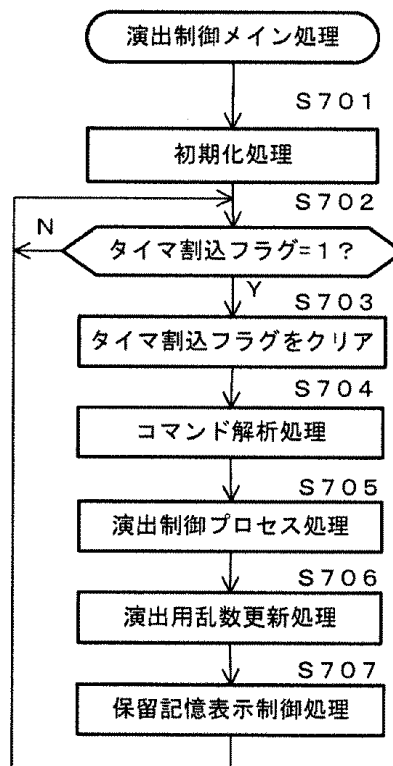 演出制御メイン処理
S701
初期化処理
S702
N
タイマ割込フラグ=1?
Y
S703
タイマ割込フラグをクリア
S704
コマンド解析処理
S705
演出制御プロセス処理
S706
演出用乱数更新処理
S707
保留記憶表示制御処理